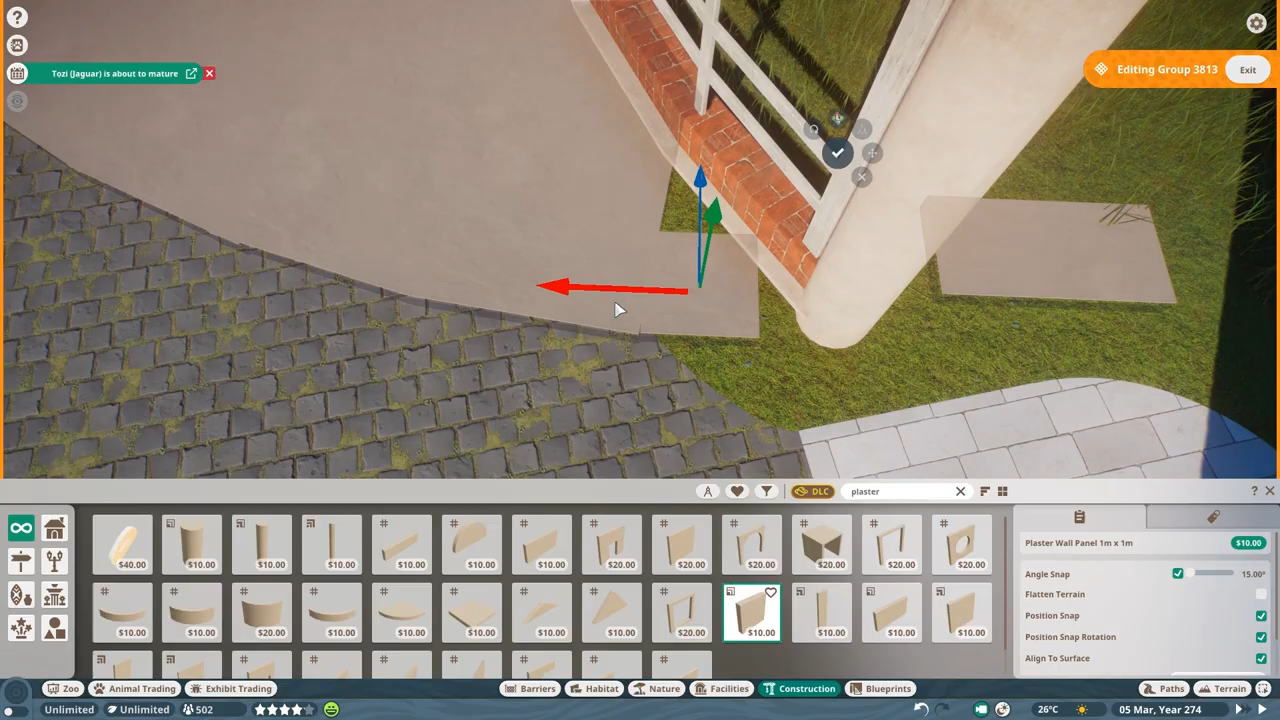 ?
Tozi (Jaguar) is about to mature
Editing Group 3813
Exit
DLC
plaster
?
$40.00
$10.00
$10.00
$10.00
$10.00
$10.00
$10.00
$20.00
$20.00
$20.00
$20.00
$20.00
$20.00
$10.00
$10.00
$20.00
$10.00
$10.00
$10.00
$10.00
$10.00
$20.00
$10.00
$10.00
$10.00
$10.00
Plaster Wall Panel 1m x 1m
$10.00
Angle Snap
15.00°
Flatten Terrain
Position Snap
Position Snap Rotation
Align To Surface
Zoo
Animal Trading
Exhibit Trading
Barriers
Habitat
Nature
Facilities
Construction
Blueprints
Paths
Terrain
Unlimited
Unlimited
502
26°C
05 Mar, Year 274